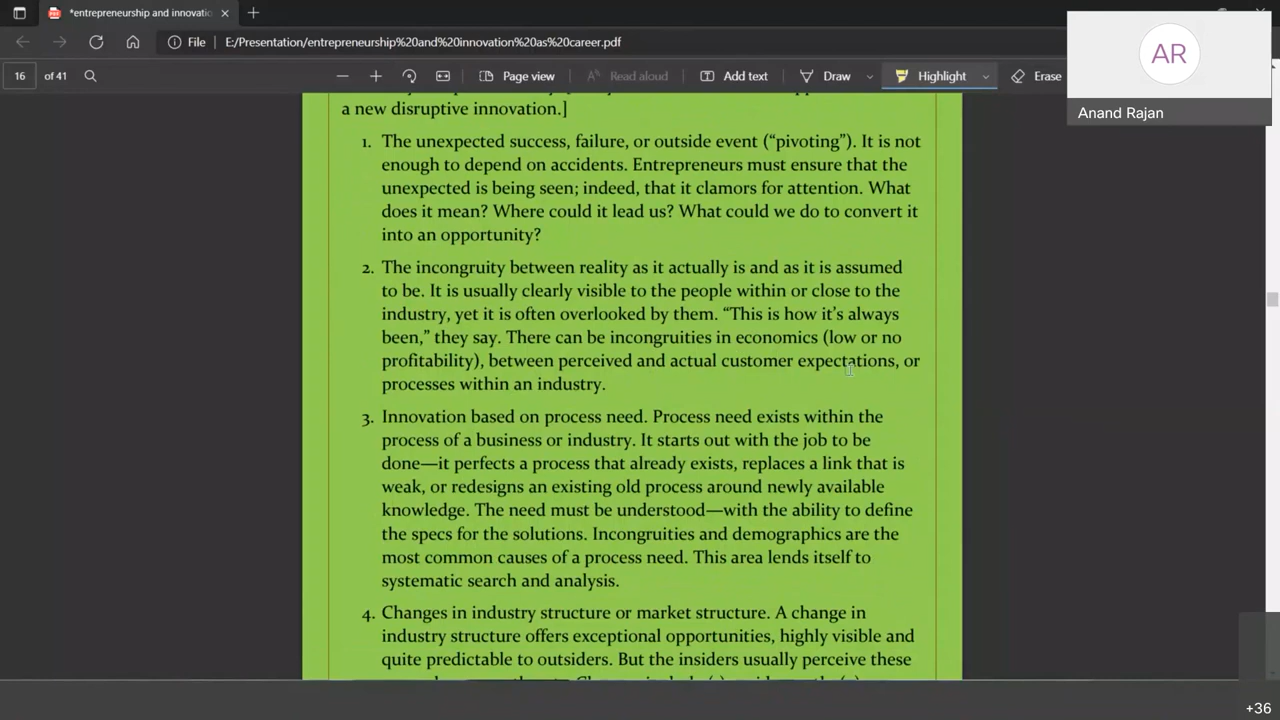 *entrepreneurship and innovatio
File
E:/Presentation/entrepreneurship%20and%20innovation%20as%20career.pdf
16 of 41
Page view
Read aloud
Add text
Draw
Highlight
Erase
AR
Anand Rajan
a new disruptive innovation.]
1. The unexpected success, failure, or outside event (“pivoting”). It is not
enough to depend on accidents. Entrepreneurs must ensure that the
unexpected is being seen; indeed, that it clamors for attention. What
does it mean? Where could it lead us? What could we do to convert it
into an opportunity?
2. The incongruity between reality as it actually is and as it is assumed
to be. It is usually clearly visible to the people within or close to the
industry, yet it is often overlooked by them. “This is how it’s always
been,” they say. There can be incongruities in economics (low or no
profitability), between perceived and actual customer expectations, or
processes within an industry.
3. Innovation based on process need. Process need exists within the
process of a business or industry. It starts out with the job to be
done—it perfects a process that already exists, replaces a link that is
weak, or redesigns an existing old process around newly available
knowledge. The need must be understood—with the ability to define
the specs for the solutions. Incongruities and demographics are the
most common causes of a process need. This area lends itself to
systematic search and analysis.
4. Changes in industry structure or market structure. A change in
industry structure offers exceptional opportunities, highly visible and
quite predictable to outsiders. But the insiders usually perceive these
+36